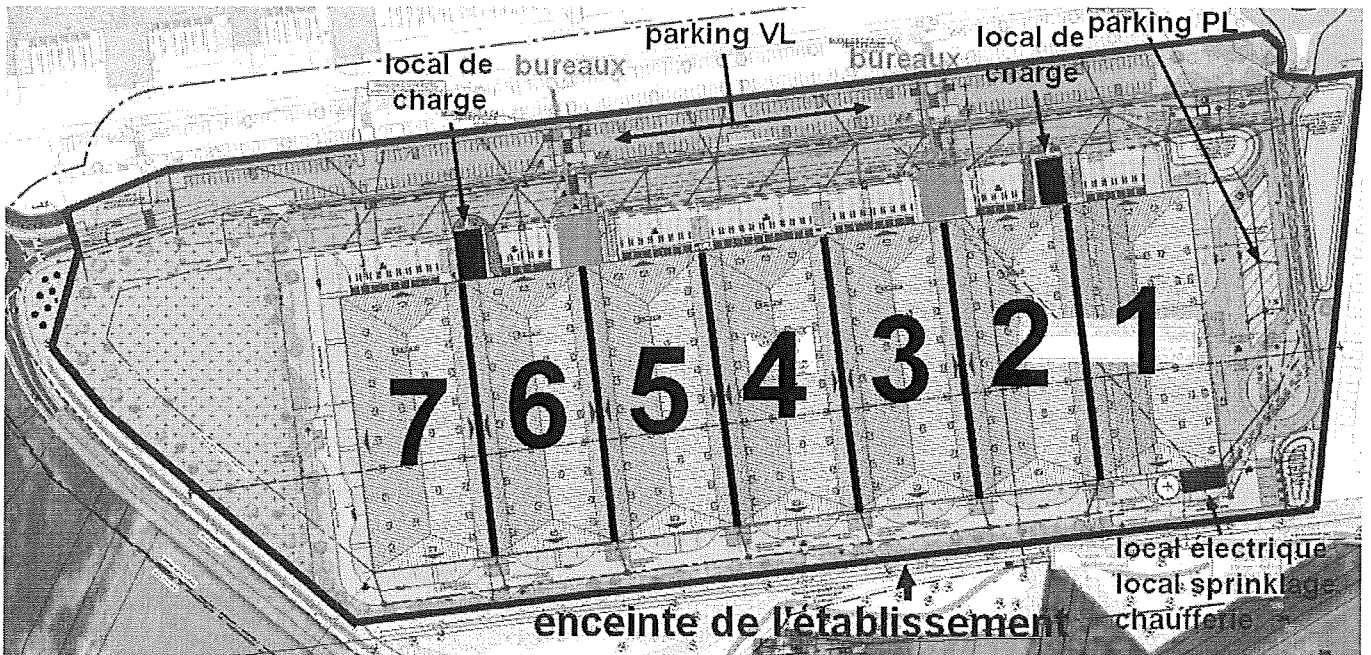 parking VL
parking PL
local de
charge
bureaux
bureaux
local de
charge
7
6
5
4
3
2
1
local électrique
local sprinklage
chaufferie
enceinte de l'établissement